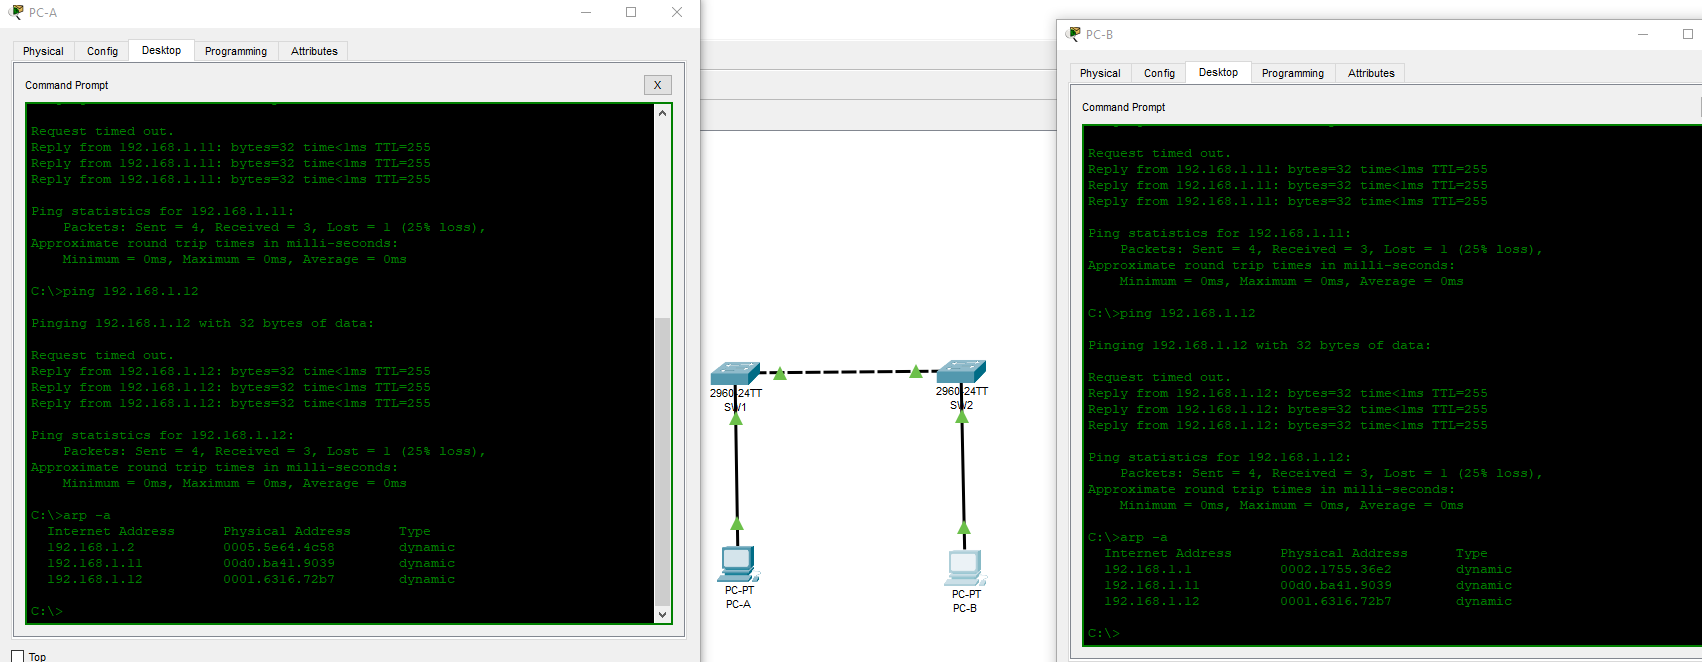 PC-A
Physical Config Desktop Programming Attributes
Command Prompt
X
Request timed out.
Reply from 192.168.1.11: bytes=32 time<1ms TTL=255
Reply from 192.168.1.11: bytes=32 time<1ms TTL=255
Reply from 192.168.1.11: bytes=32 time<1ms TTL=255
Ping statistics for 192.168.1.11:
Packets: Sent = 4, Received = 3, Lost = 1 (25% loss),
Approximate round trip times in milli-seconds:
Minimum = 0ms, Maximum = 0ms, Average = 0ms
C:\>ping 192.168.1.12
Pinging 192.168.1.12 with 32 bytes of data:
Request timed out.
Reply from 192.168.1.12: bytes=32 time<1ms TTL=255
Reply from 192.168.1.12: bytes=32 time<1ms TTL=255
Reply from 192.168.1.12: bytes=32 time<1ms TTL=255
Ping statistics for 192.168.1.12:
Packets: Sent = 4, Received = 3, Lost = 1 (25% loss),
Approximate round trip times in milli-seconds:
Minimum = 0ms, Maximum = 0ms, Average = 0ms
C:\>arp -a
Internet Address Physical Address Type
192.168.1.2 0005.5e64.4c58 dynamic
192.168.1.11 00d0.ba41.9039 dynamic
192.168.1.12 0001.6316.72b7 dynamic
C:\>
Top
2960-24TT
SW1
2960-24TT
SW2
PC-PT
PC-A
PC-PT
PC-B
PC-B
Physical Config Desktop Programming Attributes
Command Prompt
Request timed out.
Reply from 192.168.1.11: bytes=32 time<1ms TTL=255
Reply from 192.168.1.11: bytes=32 time<1ms TTL=255
Reply from 192.168.1.11: bytes=32 time<1ms TTL=255
Ping statistics for 192.168.1.11:
Packets: Sent = 4, Received = 3, Lost = 1 (25% loss),
Approximate round trip times in milli-seconds:
Minimum = 0ms, Maximum = 0ms, Average = 0ms
C:\>ping 192.168.1.12
Pinging 192.168.1.12 with 32 bytes of data:
Request timed out.
Reply from 192.168.1.12: bytes=32 time<1ms TTL=255
Reply from 192.168.1.12: bytes=32 time<1ms TTL=255
Reply from 192.168.1.12: bytes=32 time<1ms TTL=255
Ping statistics for 192.168.1.12:
Packets: Sent = 4, Received = 3, Lost = 1 (25% loss),
Approximate round trip times in milli-seconds:
Minimum = 0ms, Maximum = 0ms, Average = 0ms
C:\>arp -a
Internet Address Physical Address Type
192.168.1.1 0002.1755.36e2 dynamic
192.168.1.11 00d0.ba41.9039 dynamic
192.168.1.12 0001.6316.72b7 dynamic
C:\>